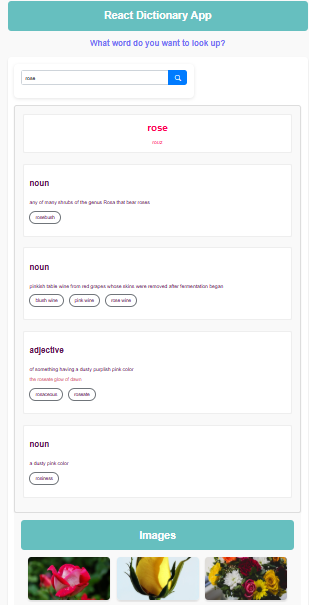 React Dictionary App
What word do you want to look up?
rose
rose
noun
any of many shrubs of the genus Rosa that bear roses
rosebush
noun
pinkish table wine from red grapes whose skins were removed after fermentation began
blush wine
pink wine
rose wine
adjective
of something having a dusty purplish pink color
the roseate glow of dawn
rosaceous
roseate
noun
a dusty pink color
rosiness
Images